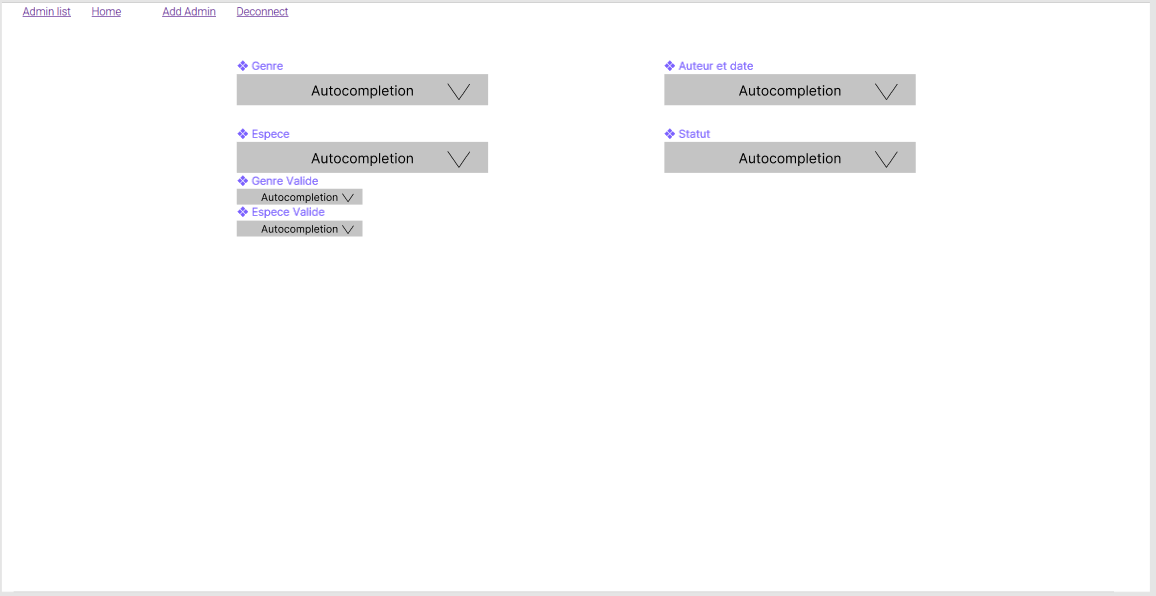 Admin list Home Add Admin Deconnect
Genre
Autocompletion
Auteur et date
Autocompletion
Espece
Autocompletion
Statut
Autocompletion
Genre Valide
Autocompletion
Espece Valide
Autocompletion